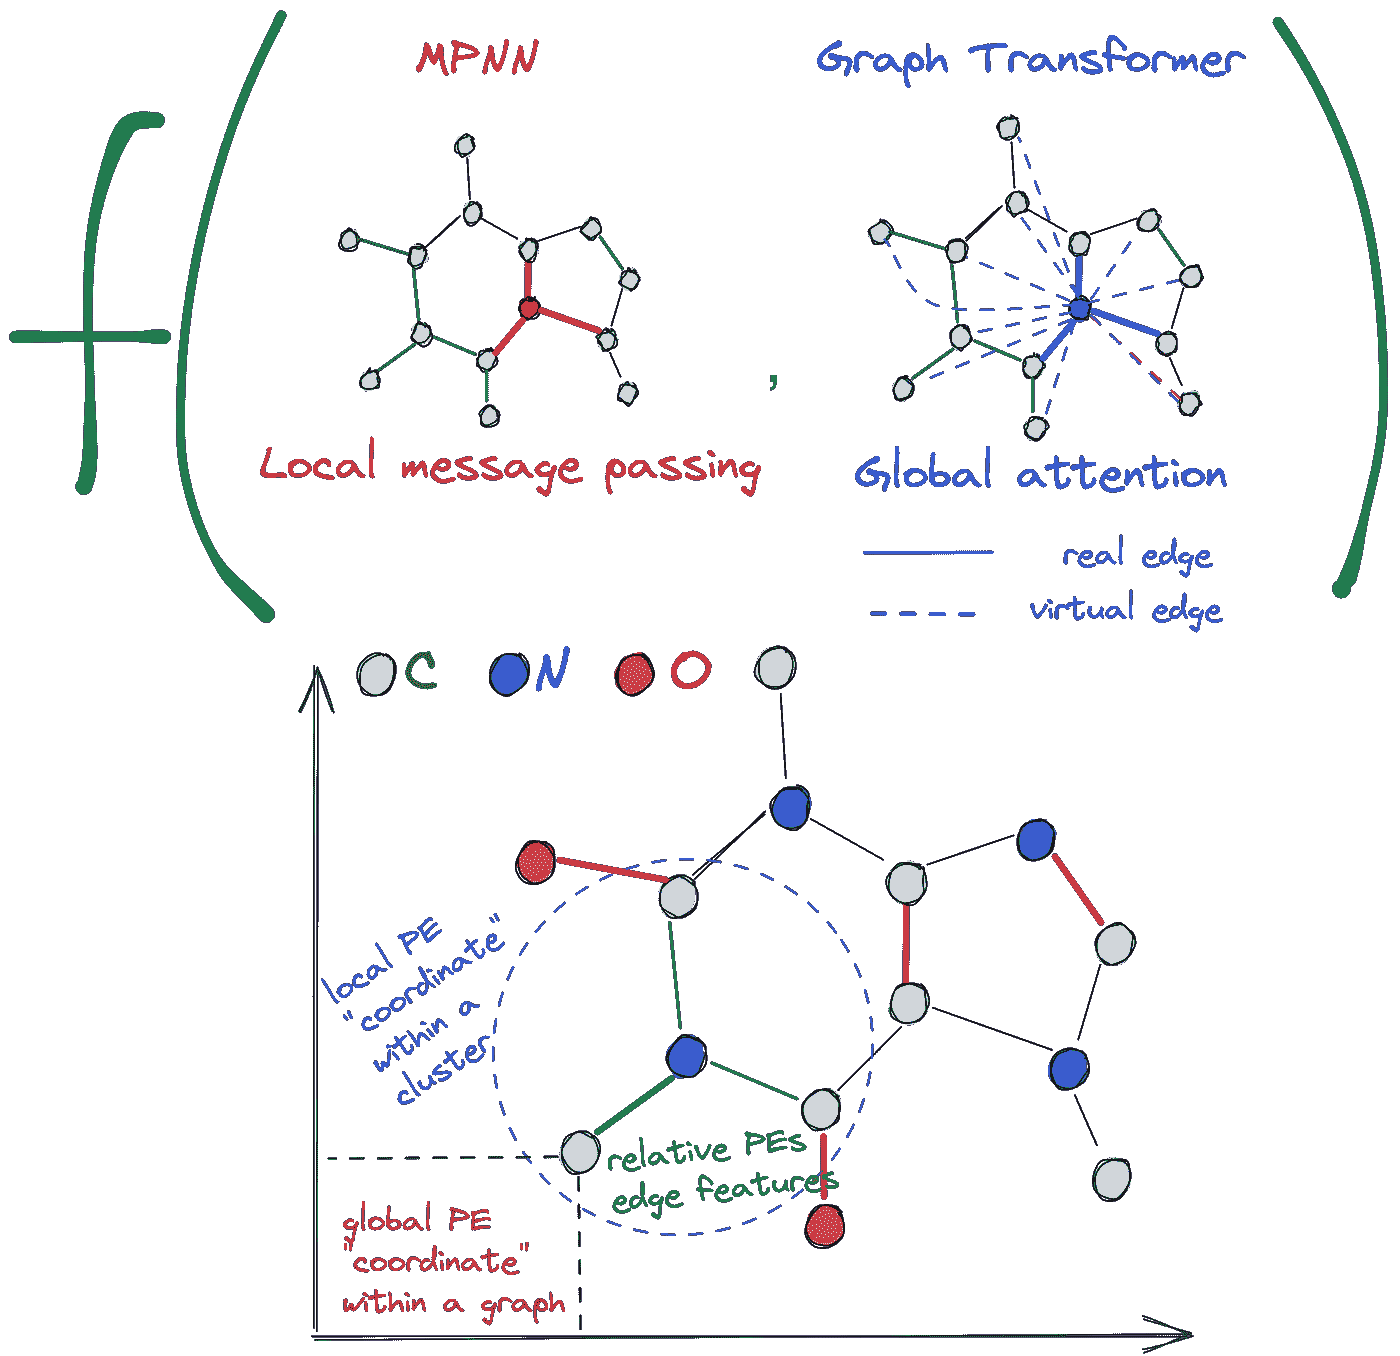 f( , )
MPNN
Graph Transformer
Local message passing
Global attention
real edge
virtual edge
C N O
local PE
"coordinate"
within a
cluster
relative PEs
edge features
global PE
"coordinate"
within a graph